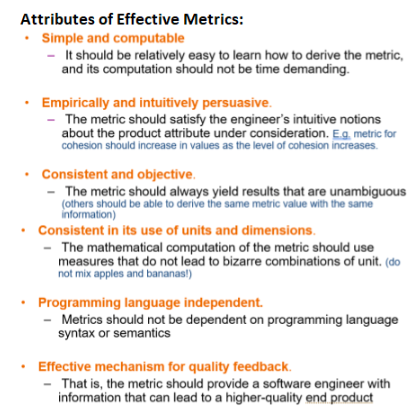 Attributes of Effective Metrics:
• Simple and computable
– It should be relatively easy to learn how to derive the metric,
and its computation should not be time demanding.
• Empirically and intuitively persuasive.
– The metric should satisfy the engineer's intuitive notions
about the product attribute under consideration. E.g. metric for
cohesion should increase in values as the level of cohesion increases.
• Consistent and objective.
– The metric should always yield results that are unambiguous
(others should be able to derive the same metric value with the same
information)
• Consistent in its use of units and dimensions.
– The mathematical computation of the metric should use
measures that do not lead to bizarre combinations of unit. (do
not mix apples and bananas!)
• Programming language independent.
– Metrics should not be dependent on programming language
syntax or semantics
• Effective mechanism for quality feedback.
– That is, the metric should provide a software engineer with
information that can lead to a higher-quality end product